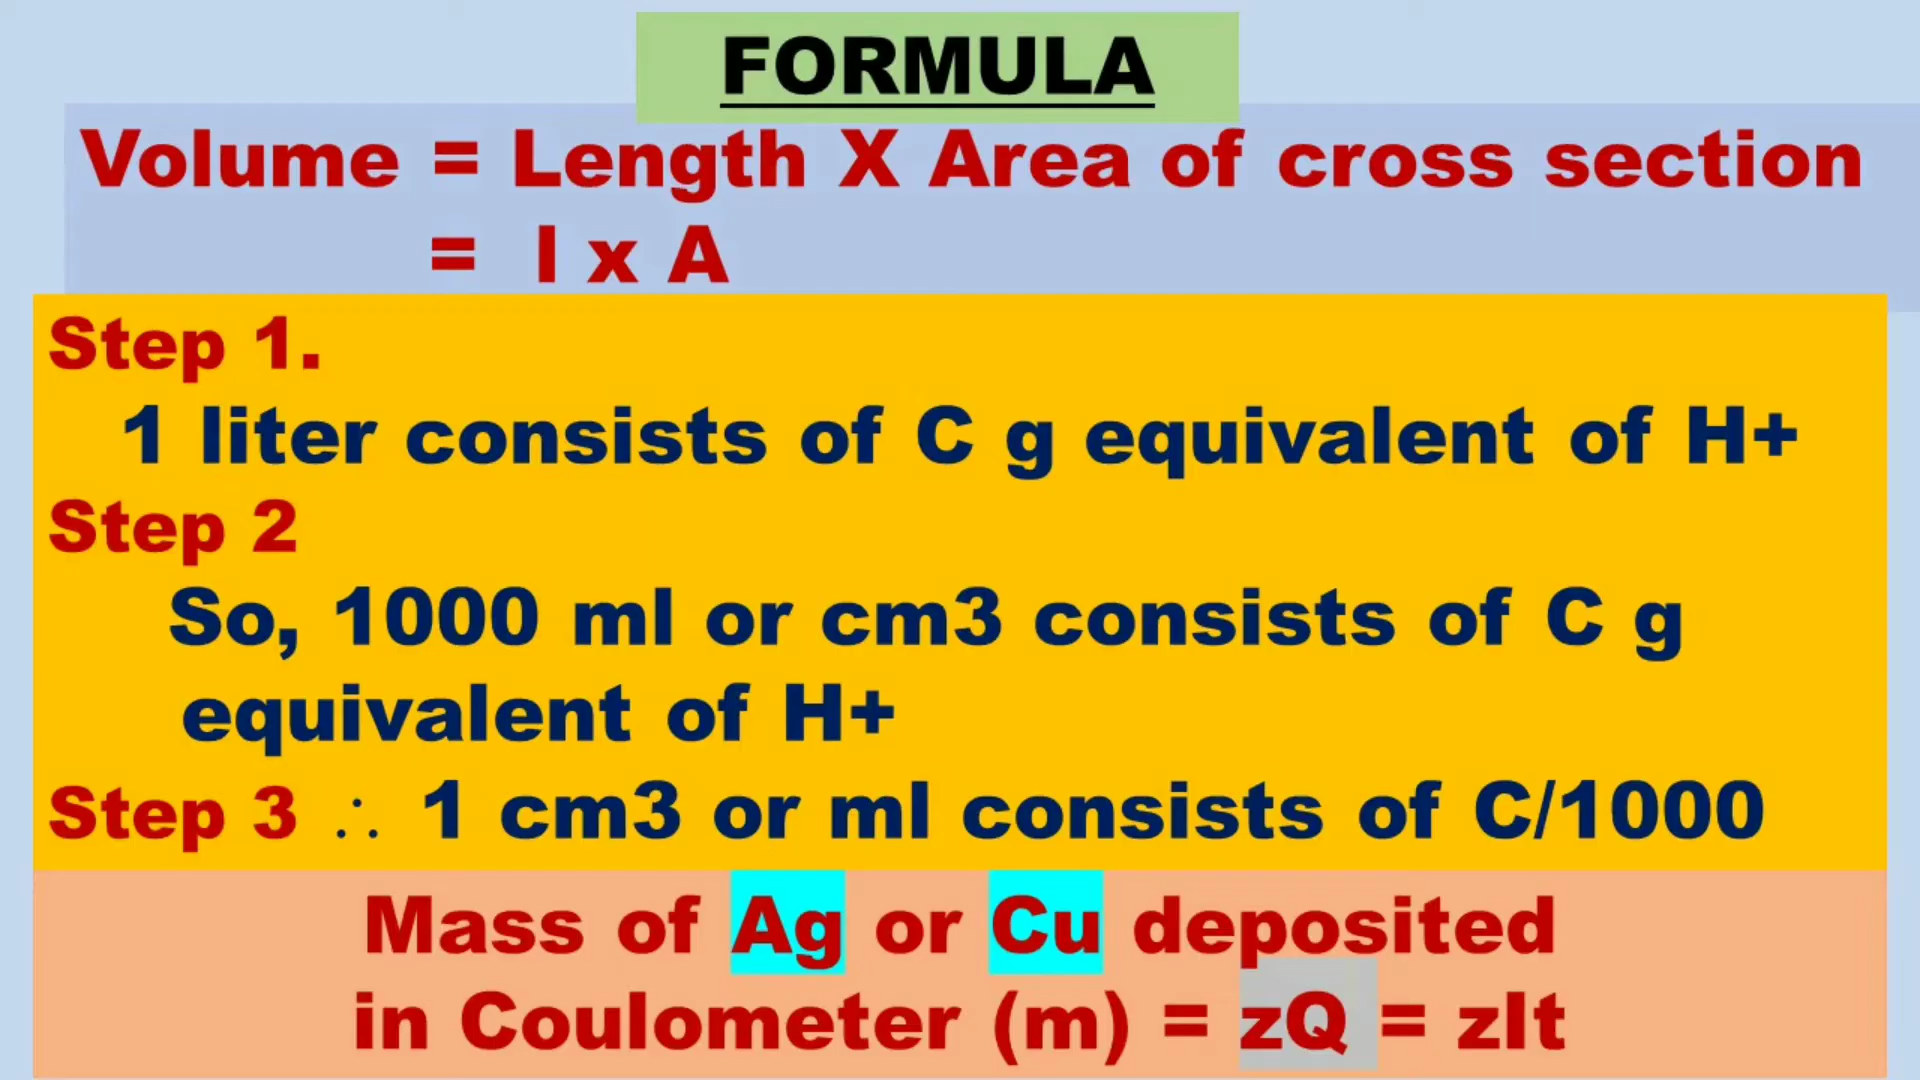 FORMULA
Volume = Length X Area of cross section
= l x A
Step 1.
1 liter consists of C g equivalent of H+
Step 2
So, 1000 ml or cm3 consists of C g
equivalent of H+
Step 3 ∴ 1 cm3 or ml consists of C/1000
Mass of Ag or Cu deposited
in Coulometer (m) = zQ = zIt